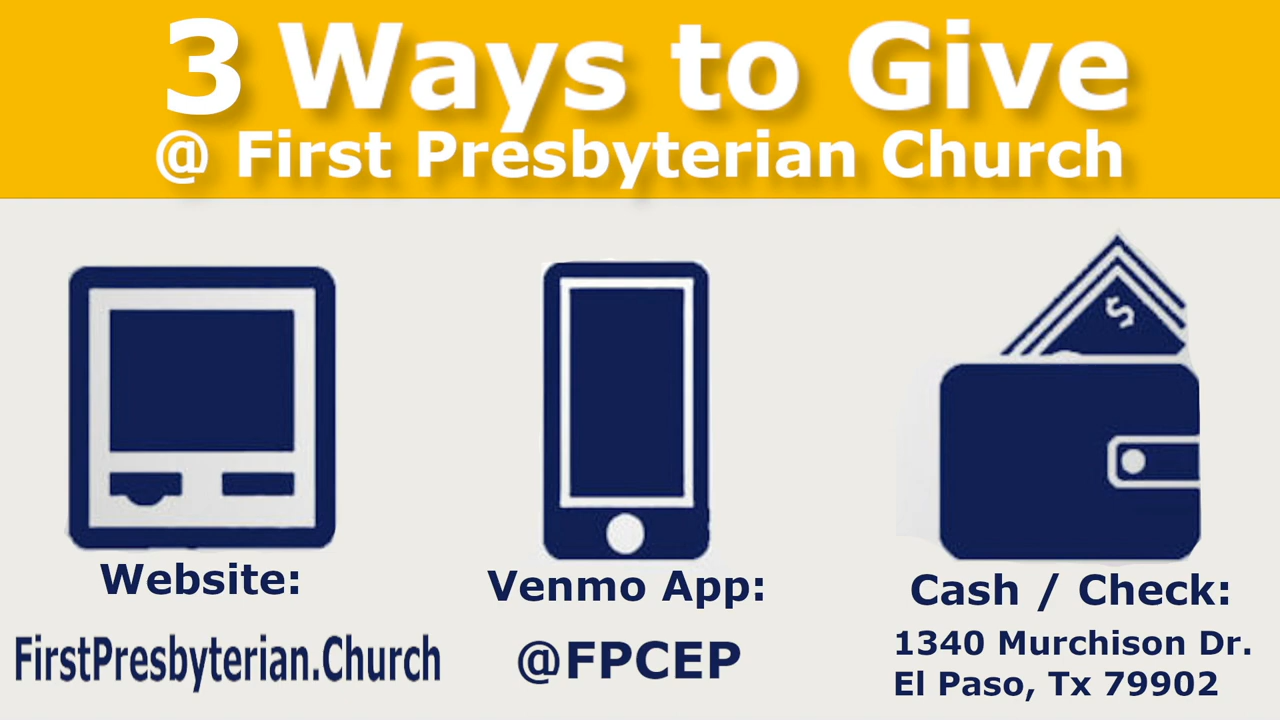 3 Ways to Give
@ First Presbyterian Church
$
Website:
FirstPresbyterian.Church
Venmo App:
@FPCEP
Cash / Check:
1340 Murchison Dr.
El Paso, Tx 79902